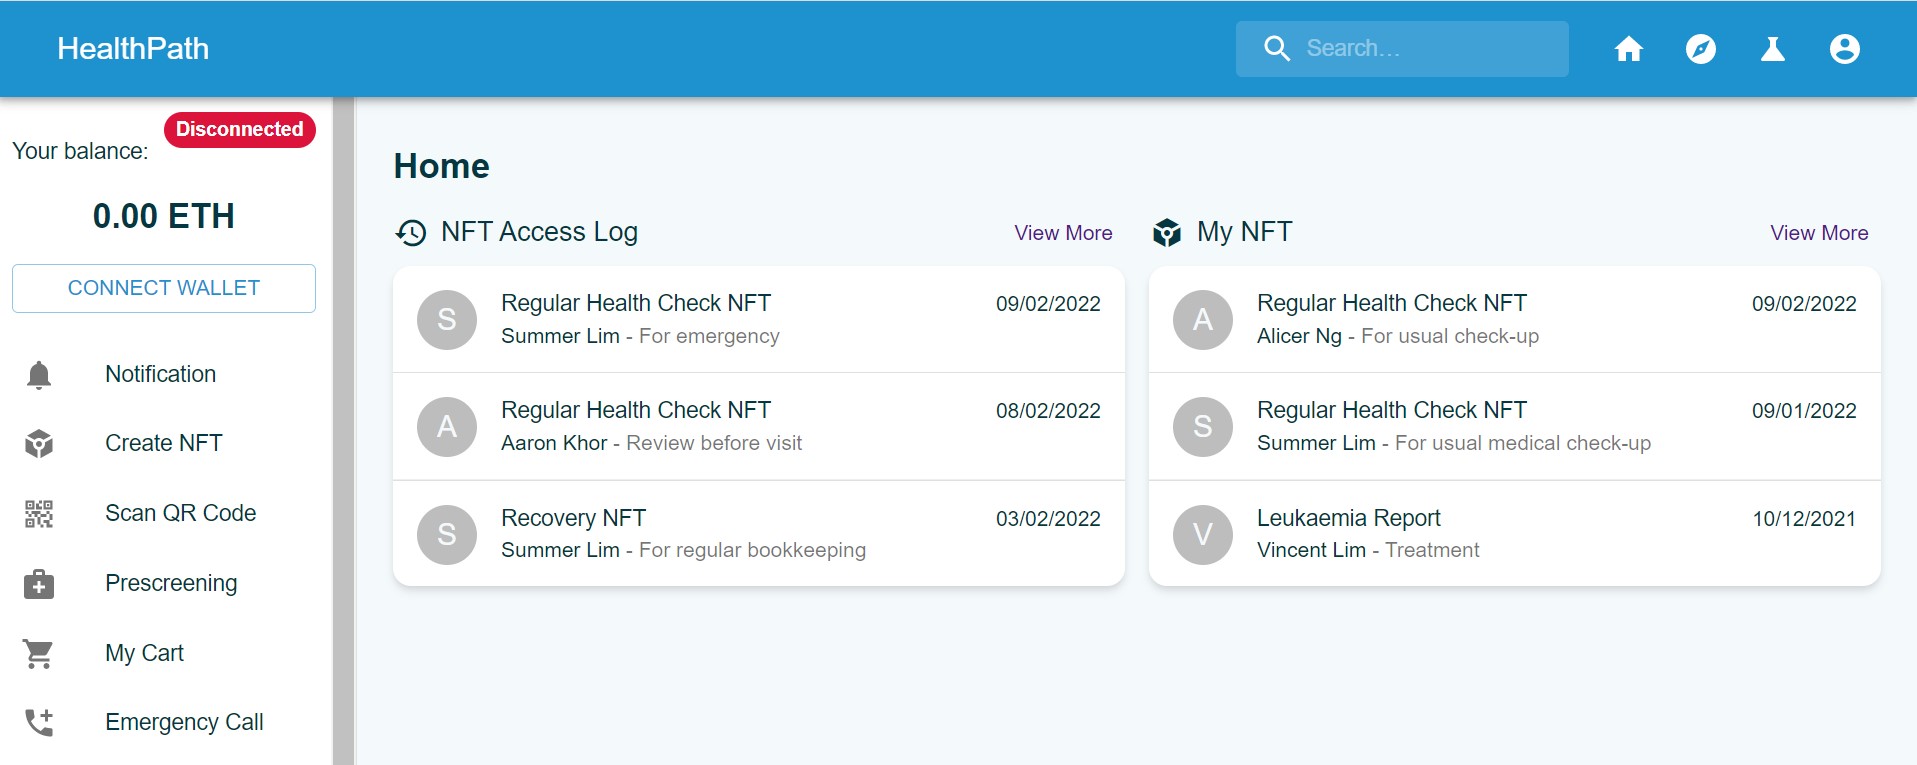 HealthPath
Search...
Disconnected
Your balance:
0.00 ETH
CONNECT WALLET
Notification
Create NFT
Scan QR Code
Prescreening
My Cart
Emergency Call
Home
NFT Access Log
View More
S
Regular Health Check NFT
09/02/2022
Summer Lim - For emergency
A
Regular Health Check NFT
08/02/2022
Aaron Khor - Review before visit
S
Recovery NFT
03/02/2022
Summer Lim - For regular bookkeeping
My NFT
View More
A
Regular Health Check NFT
09/02/2022
Alicer Ng - For usual check-up
S
Regular Health Check NFT
09/01/2022
Summer Lim - For usual medical check-up
V
Leukaemia Report
10/12/2021
Vincent Lim - Treatment